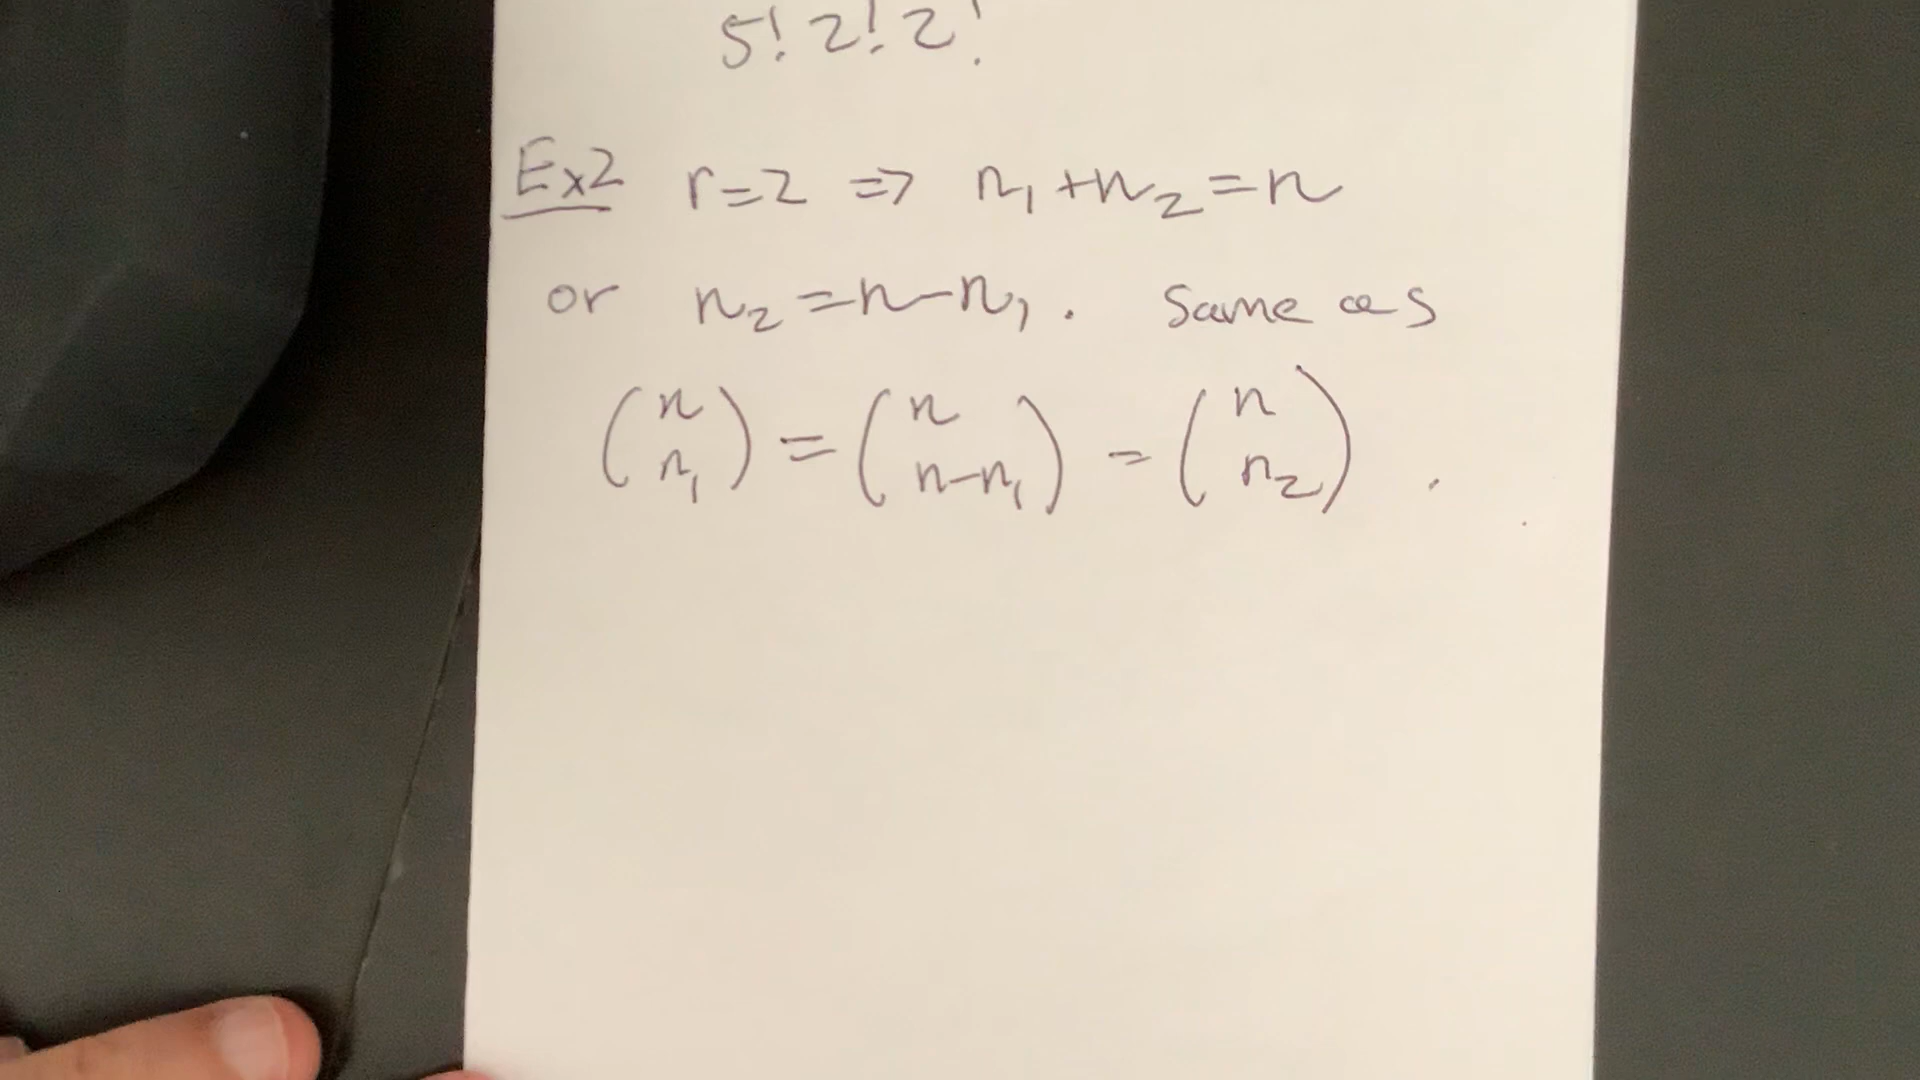 5! 2! 2!
Ex2 r=2 => n₁+n₂=n
or n₂=n-n₁. Same as
(n n₁) = (n n-n₁) = (n n₂).